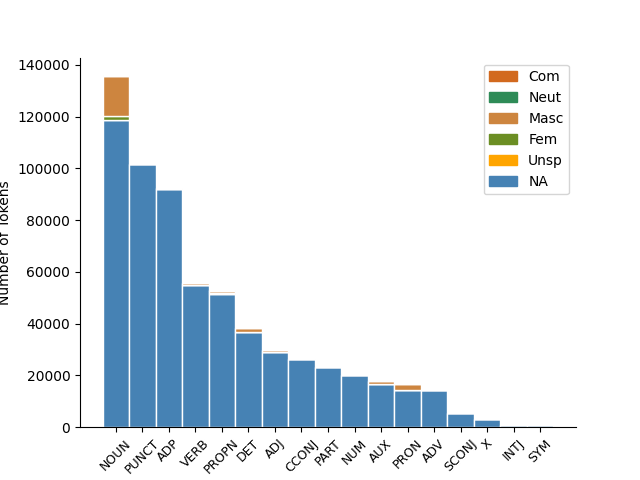 140000
120000
100000
80000
60000
40000
20000
0
Number of Tokens
Com
Neut
Masc
Fem
Unsp
NA
NOUN
PUNCT
ADP
VERB
PROPN
DET
ADJ
CCONJ
PART
NUM
AUX
PRON
ADV
SCONJ
X
INTJ
SYM